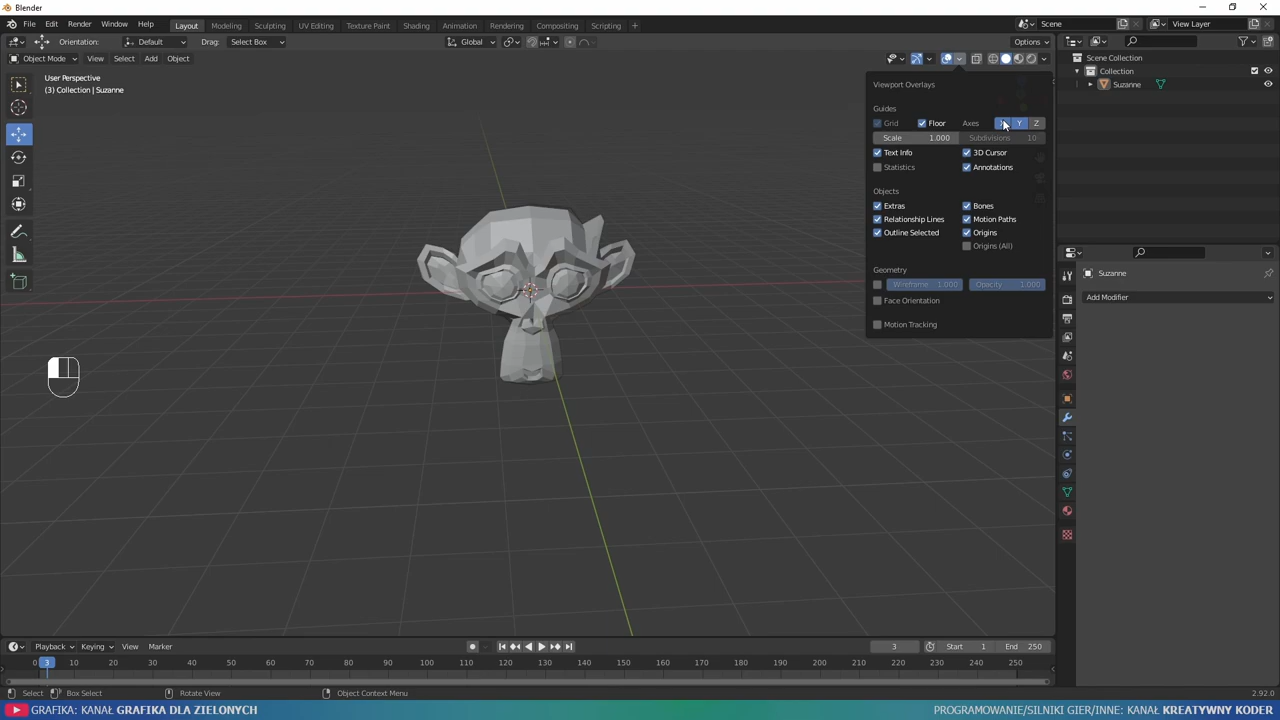 Blender
File Edit Render Window Help
Layout Modeling Sculpting UV Editing Texture Paint Shading Animation Rendering Compositing Scripting +
Scene
View Layer
Orientation: Default Drag: Select Box
Global
Options
Object Mode View Select Add Object
User Perspective
(3) Collection | Suzanne
Viewport Overlays
Guides
Grid Floor Axes X Y Z
Scale 1.000 Subdivisions 10
Text Info 3D Cursor
Statistics Annotations
Objects
Extras Bones
Relationship Lines Motion Paths
Outline Selected Origins
Origins (All)
Geometry
Wireframe 1.000 Opacity 1.000
Face Orientation
Motion Tracking
Scene Collection
Collection
Suzanne
Suzanne
Add Modifier
Playback Keying View Marker
3 Start 1 End 250
0 3 10 20 30 40 50 60 70 80 90 100 110 120 130 140 150 160 170 180 190 200 210 220 230 240 250
Select Box Select Rotate View Object Context Menu 2.92.0
GRAFIKA: KANAŁ GRAFIKA DLA ZIELONYCH
PROGRAMOWANIE/SILNIKI GIER/INNE: KANAŁ KREATYWNY KODER